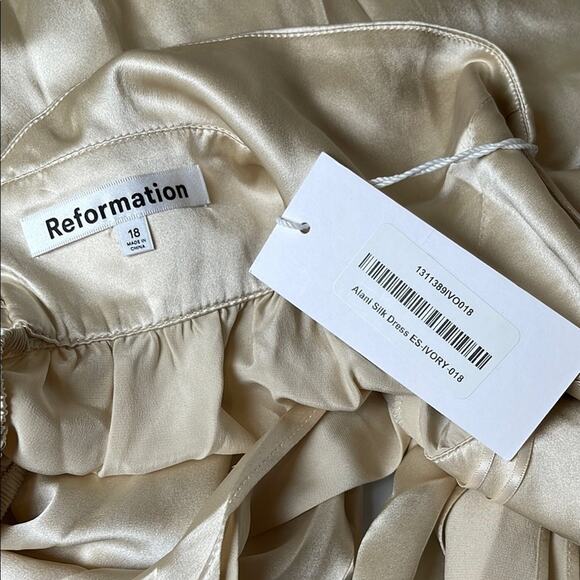 Reformation
18
MADE IN
CHINA
1311389IVO018
Alani Silk Dress ES-IVORY-018